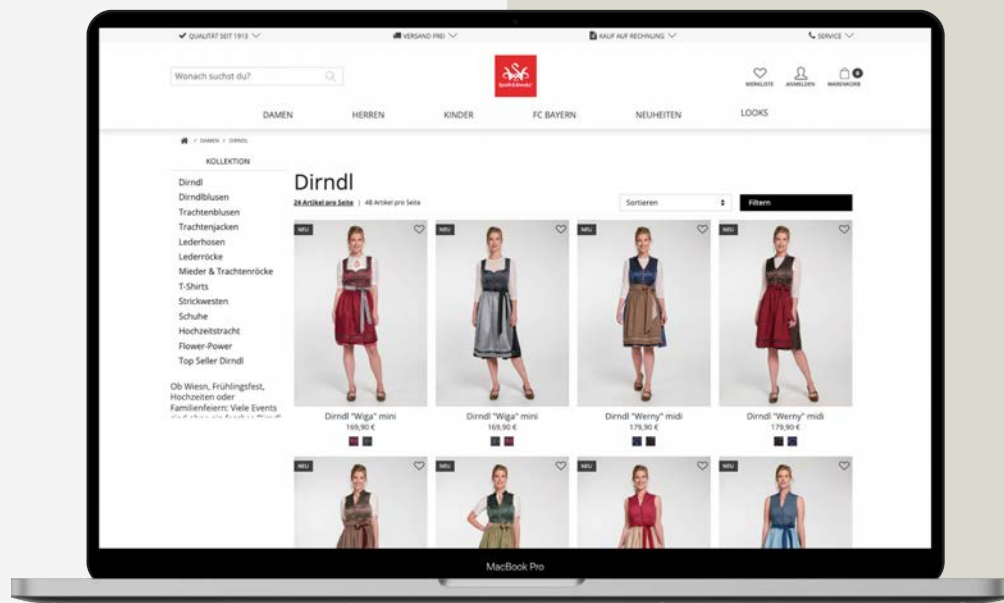 QUALITÄT SEIT 1913
VERSAND FREI
KAUF AUF RECHNUNG
SERVICE
Wonach suchst du?
MERKLISTE
ANMELDEN
0
WARENKORB
DAMEN
HERREN
KINDER
FC BAYERN
NEUHEITEN
LOOKS
/ DAMEN / DIRNDL
KOLLEKTION
Dirndl
Dirndlblusen
Trachtenblusen
Trachtenjacken
Lederhosen
Lederröcke
Mieder & Trachtenröcke
T-Shirts
Strickwesten
Schuhe
Hochzeitstracht
Flower-Power
Top Seller Dirndl
Ob Wiesn, Frühlingsfest,
Hochzeiten oder
Familienfeiern: Viele Events
Dirndl
24 Artikel pro Seite | 48 Artikel pro Seite
Sortieren
Filtern
NEU
NEU
NEU
NEU
Dirndl "Wiga" mini
169,90 €
Dirndl "Wiga" mini
169,90 €
Dirndl "Werny" midi
179,90 €
Dirndl "Werny" midi
179,90 €
NEU
NEU
NEU
NEU
MacBook Pro